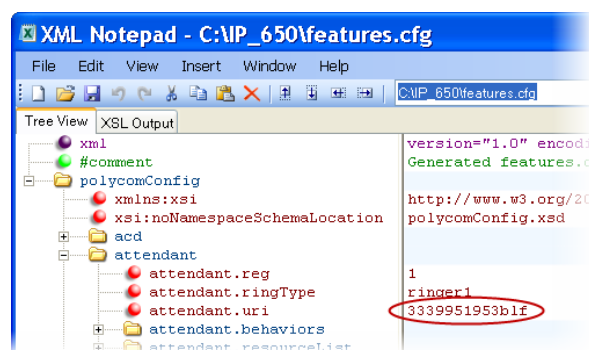 XML Notepad - C:\IP_650\features.cfg
File Edit View Insert Window Help
C:\IP_650\features.cfg
Tree View XSL Output
xml version="1.0" encodi
#comment Generated features.c
polycomConfig
xmlns:xsi http://www.w3.org/20
xsi:noNamespaceSchemaLocation polycomConfig.xsd
acd
attendant
attendant.reg 1
attendant.ringType ringer1
attendant.uri 3339951953blf
attendant.behaviors
attendant.resourceList